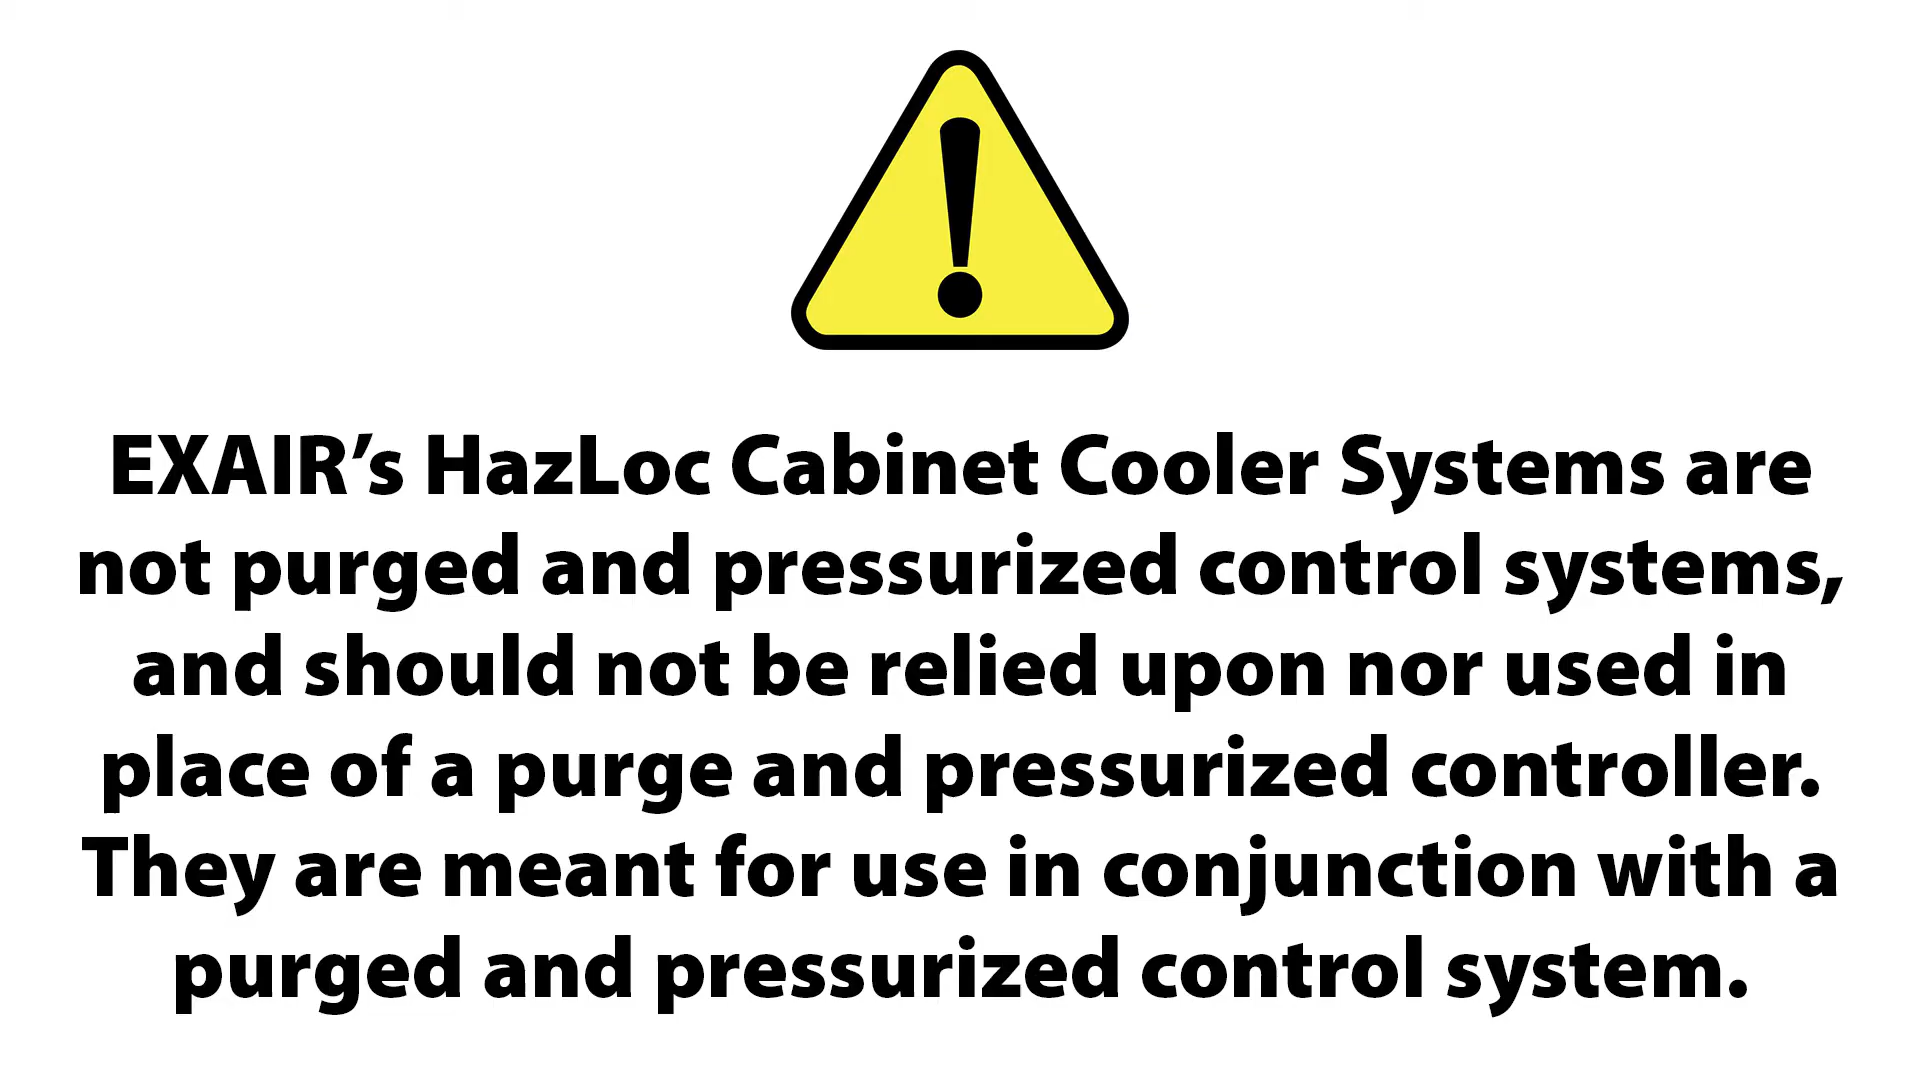 EXAIR’s HazLoc Cabinet Cooler Systems are
not purged and pressurized control systems,
and should not be relied upon nor used in
place of a purge and pressurized controller.
They are meant for use in conjunction with a
purged and pressurized control system.